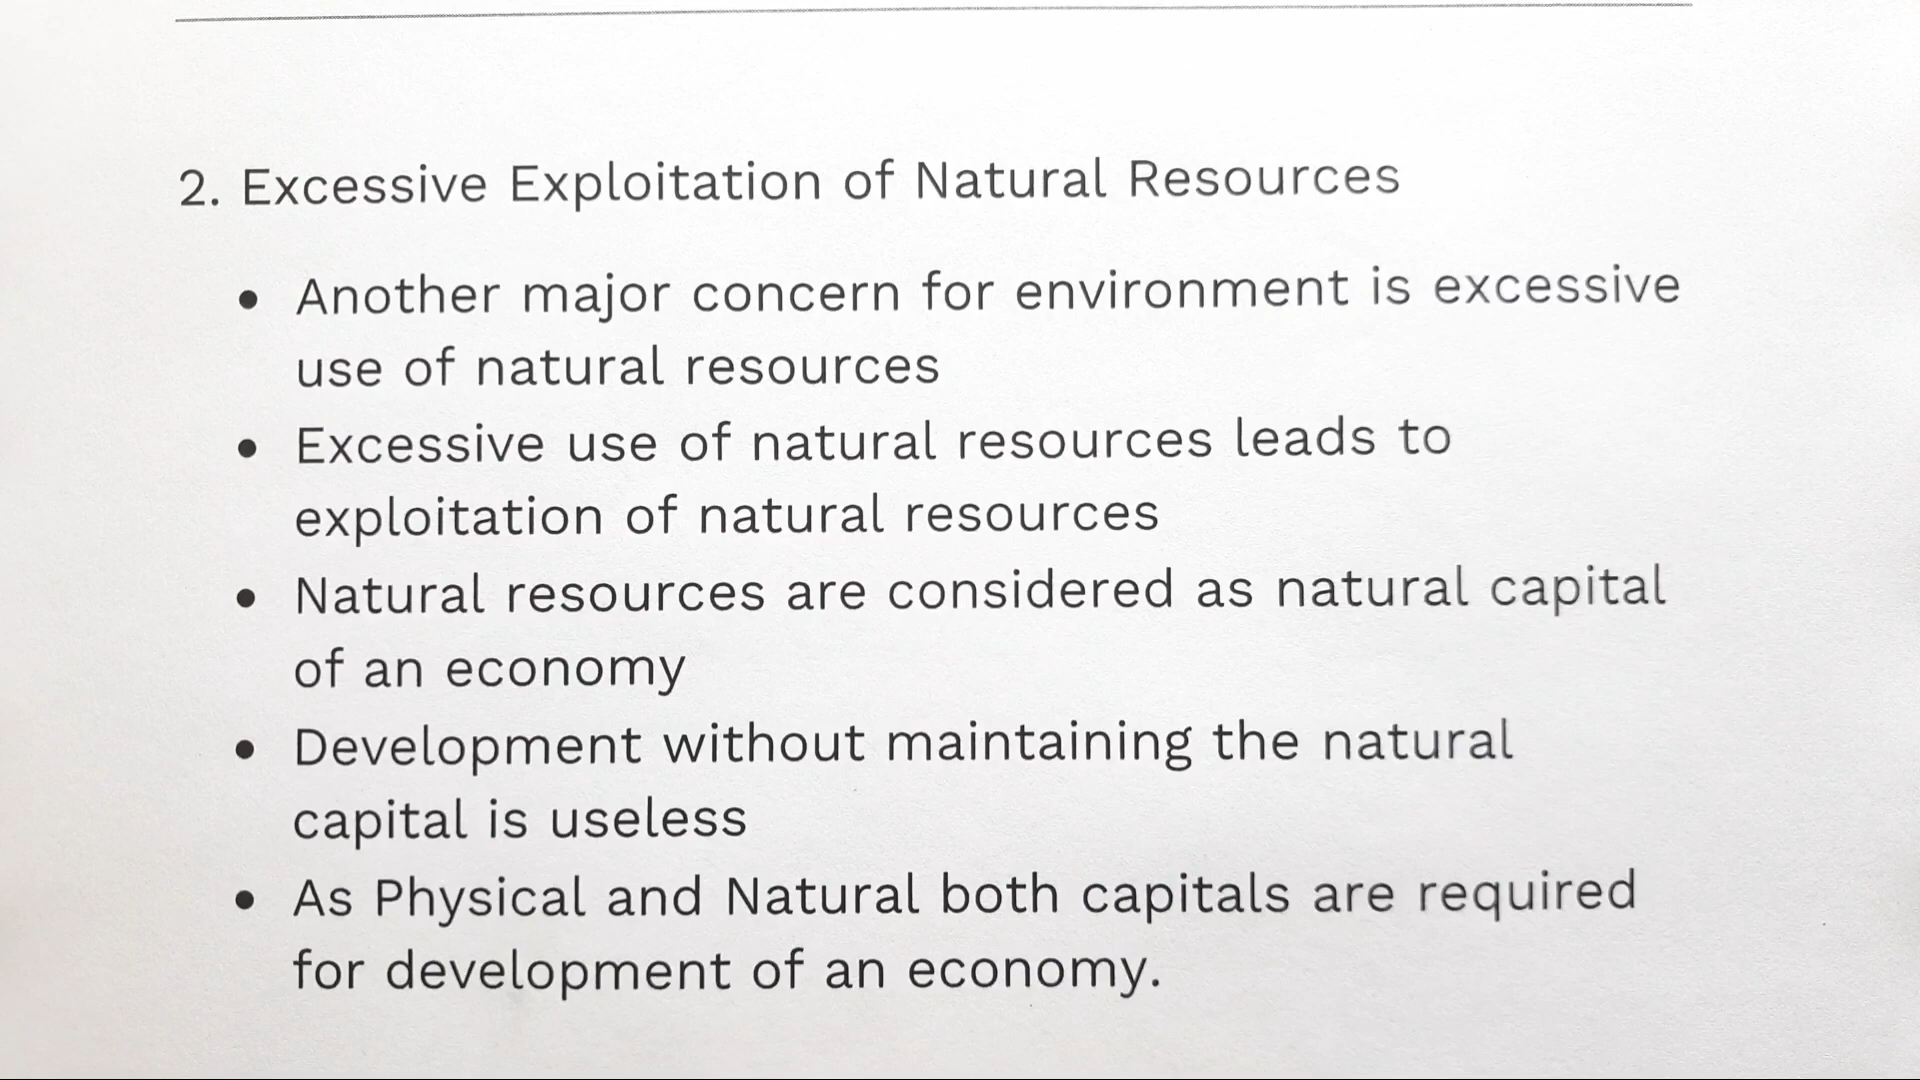 2. Excessive Exploitation of Natural Resources
• Another major concern for environment is excessive
use of natural resources
• Excessive use of natural resources leads to
exploitation of natural resources
• Natural resources are considered as natural capital
of an economy
• Development without maintaining the natural
capital is useless
• As Physical and Natural both capitals are required
for development of an economy.